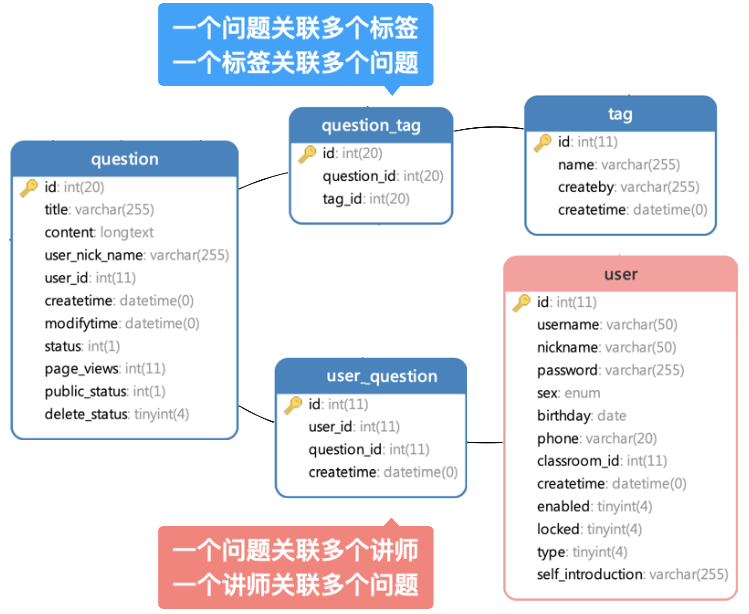 一个问题关联多个标签
一个标签关联多个问题
question
id: int(20)
title: varchar(255)
content: longtext
user_nick_name: varchar(255)
user_id: int(11)
createtime: datetime(0)
modifytime: datetime(0)
status: int(1)
page_views: int(11)
public_status: int(1)
delete_status: tinyint(4)
question_tag
id: int(20)
question_id: int(20)
tag_id: int(20)
tag
id: int(11)
name: varchar(255)
createby: varchar(255)
createtime: datetime(0)
user_question
id: int(11)
user_id: int(11)
question_id: int(11)
createtime: datetime(0)
user
id: int(11)
username: varchar(50)
nickname: varchar(50)
password: varchar(255)
sex: enum
birthday: date
phone: varchar(20)
classroom_id: int(11)
createtime: datetime(0)
enabled: tinyint(4)
locked: tinyint(4)
type: tinyint(4)
self_introduction: varchar(255)
一个问题关联多个讲师
一个讲师关联多个问题